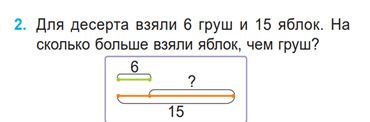 2. Для десерта взяли 6 груш и 15 яблок. На
сколько больше взяли яблок, чем груш?
6
?
15